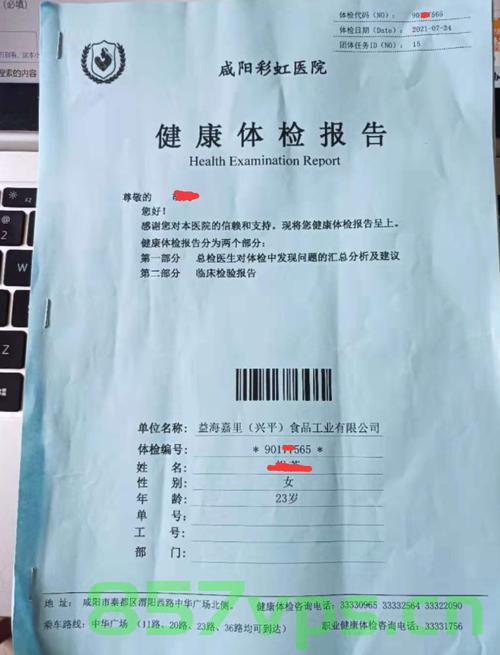 体检代码(NO): 90 565
体检日期(Date): 2021-07-24
团体任务ID(NO): 15
咸阳彩虹医院
健康体检报告
Health Examination Report
尊敬的
您好!
感谢您对本医院的信赖和支持。现将您健康体检报告呈上。
健康体检报告分为两个部分:
第一部分 总检医生对体检中发现问题的汇总分析及建议
第二部分 临床检验报告
单位名称: 益海嘉里(兴平)食品工业有限公司
体检编号: * 901 565 *
姓 名:
性 别: 女
年 龄: 23岁
单 号:
工 号:
部 门:
地 址: 咸阳市秦都区渭阳西路中华广场北侧。 健康体检咨询电话: 33330965 33332564 33322090
乘车路线: 中华广场 (11路、20路、23路、36路均可到达) 职业健康体检咨询电话: 33331756